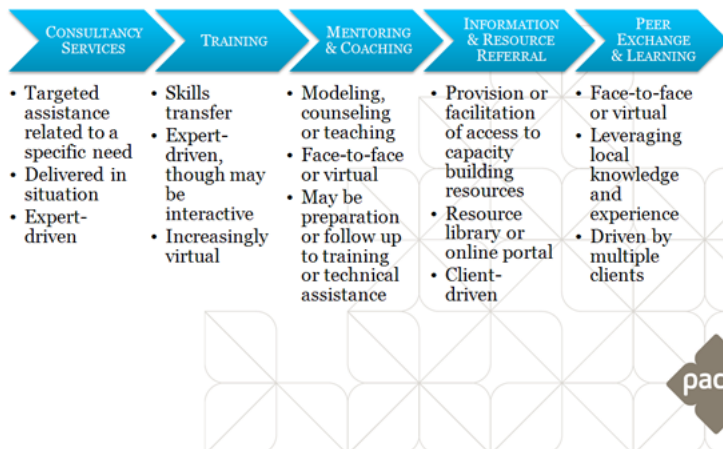 CONSULTANCY
SERVICES
TRAINING
MENTORING
& COACHING
INFORMATION
& RESOURCE
REFERRAL
PEER
EXCHANGE
& LEARNING
• Targeted
assistance
related to a
specific need
• Delivered in
situation
• Expert-
driven
• Skills
transfer
• Expert-
driven,
though may
be
interactive
• Increasingly
virtual
• Modeling,
counseling
or teaching
• Face-to-face
or virtual
• May be
preparation
or follow up
to training
or technical
assistance
• Provision or
facilitation
of access to
capacity
building
resources
• Resource
library or
online portal
• Client-
driven
• Face-to-face
or virtual
• Leveraging
local
knowledge
and
experience
• Driven by
multiple
clients
pac